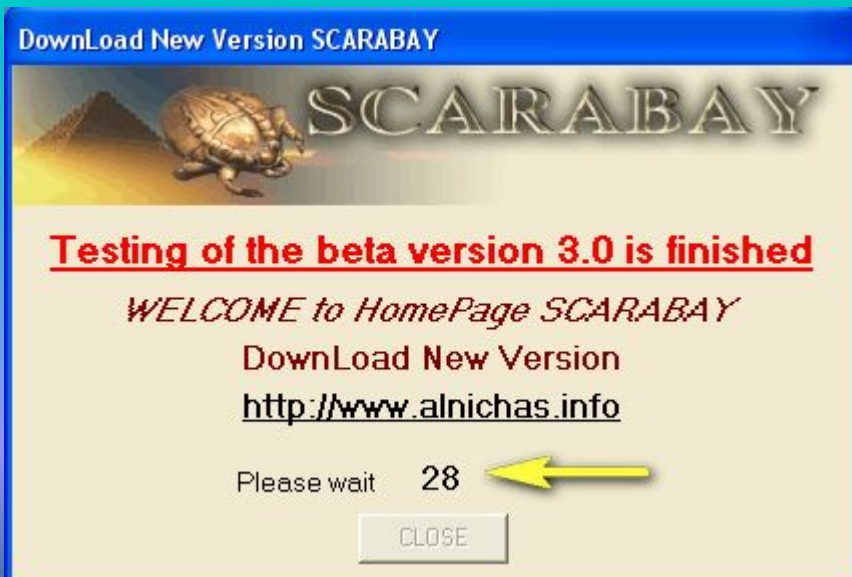 DownLoad New Version SCARABAY
SCARABAY
Testing of the beta version 3.0 is finished
WELCOME to HomePage SCARABAY
DownLoad New Version
http://www.alnichas.info
Please wait 28
CLOSE